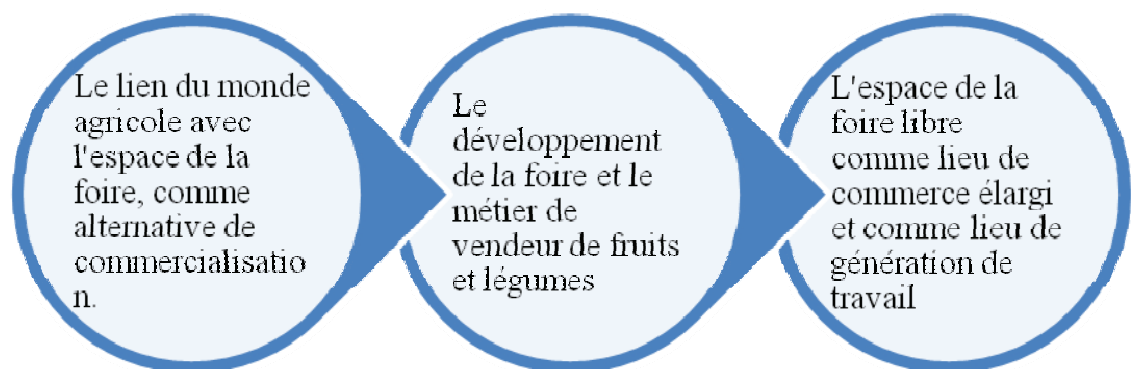 Le lien du monde
agricole avec
l'espace de la
foire, comme
alternative de
commercialisatio
n.
Le
développement
de la foire et le
métier de
vendeur de fruits
et légumes
L'espace de la
foire libre
comme lieu de
commerce élargi
et comme lieu de
génération de
travail